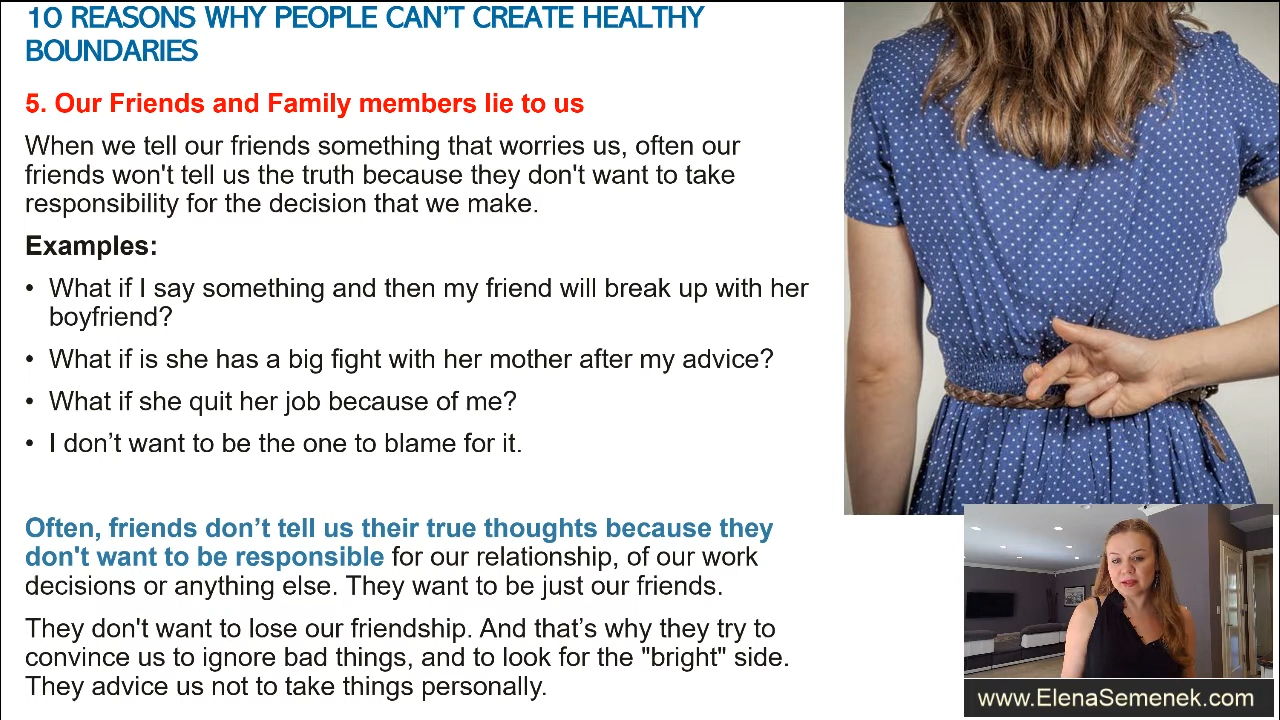 10 REASONS WHY PEOPLE CAN'T CREATE HEALTHY
BOUNDARIES
5. Our Friends and Family members lie to us
When we tell our friends something that worries us, often our
friends won't tell us the truth because they don't want to take
responsibility for the decision that we make.
Examples:
• What if I say something and then my friend will break up with her
boyfriend?
• What if is she has a big fight with her mother after my advice?
• What if she quit her job because of me?
• I don’t want to be the one to blame for it.
Often, friends don’t tell us their true thoughts because they
don't want to be responsible for our relationship, of our work
decisions or anything else. They want to be just our friends.
They don't want to lose our friendship. And that’s why they try to
convince us to ignore bad things, and to look for the "bright" side.
They advice us not to take things personally.
www.ElenaSemenek.com